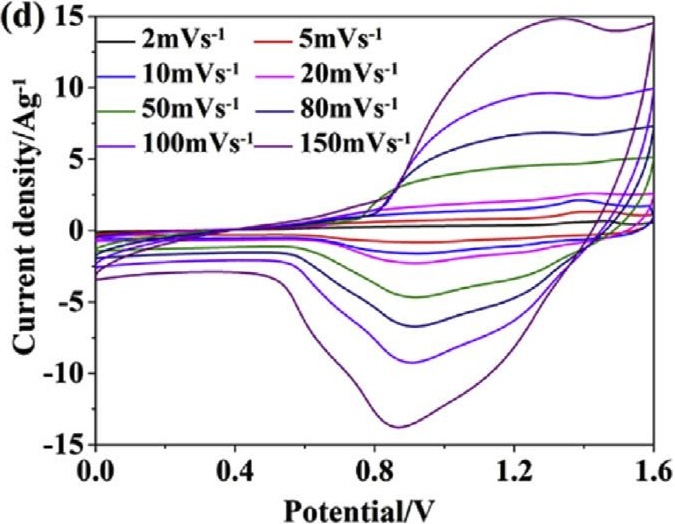 (d)
15
10
5
0
-5
-10
-15
Current density/Ag⁻¹
2mVs⁻¹ 5mVs⁻¹
10mVs⁻¹ 20mVs⁻¹
50mVs⁻¹ 80mVs⁻¹
100mVs⁻¹ 150mVs⁻¹
0.0 0.4 0.8 1.2 1.6
Potential/V